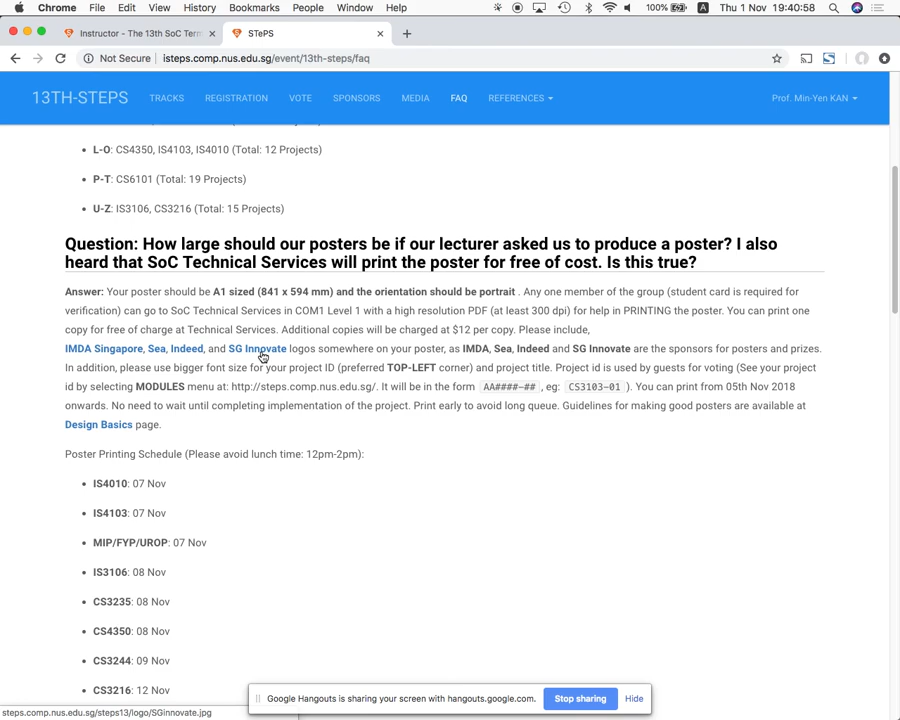 Chrome File Edit View History Bookmarks People Window Help 100% A Thu 1 Nov 19:40:58
Instructor - The 13th SoC Term × STePS × +
Not Secure isteps.comp.nus.edu.sg/event/13th-steps/faq
13TH-STEPS TRACKS REGISTRATION VOTE SPONSORS MEDIA FAQ REFERENCES Prof. Min-Yen KAN
• L-O: CS4350, IS4103, IS4010 (Total: 12 Projects)
• P-T: CS6101 (Total: 19 Projects)
• U-Z: IS3106, CS3216 (Total: 15 Projects)
Question: How large should our posters be if our lecturer asked us to produce a poster? I also
heard that SoC Technical Services will print the poster for free of cost. Is this true?
Answer: Your poster should be A1 sized (841 x 594 mm) and the orientation should be portrait . Any one member of the group (student card is required for
verification) can go to SoC Technical Services in COM1 Level 1 with a high resolution PDF (at least 300 dpi) for help in PRINTING the poster. You can print one
copy for free of charge at Technical Services. Additional copies will be charged at $12 per copy. Please include,
IMDA Singapore, Sea, Indeed, and SG Innovate logos somewhere on your poster, as IMDA, Sea, Indeed and SG Innovate are the sponsors for posters and prizes.
In addition, please use bigger font size for your project ID (preferred TOP-LEFT corner) and project title. Project id is used by guests for voting (See your project
id by selecting MODULES menu at: http://steps.comp.nus.edu.sg/. It will be in the form AA####-## , eg: CS3103-01 ). You can print from 05th Nov 2018
onwards. No need to wait until completing implementation of the project. Print early to avoid long queue. Guidelines for making good posters are available at
Design Basics page.
Poster Printing Schedule (Please avoid lunch time: 12pm-2pm):
• IS4010: 07 Nov
• IS4103: 07 Nov
• MIP/FYP/UROP: 07 Nov
• IS3106: 08 Nov
• CS3235: 08 Nov
• CS4350: 08 Nov
• CS3244: 09 Nov
• CS3216: 12 Nov
Google Hangouts is sharing your screen with hangouts.google.com. Stop sharing Hide
steps.comp.nus.edu.sg/steps13/logo/SGinnovate.jpg